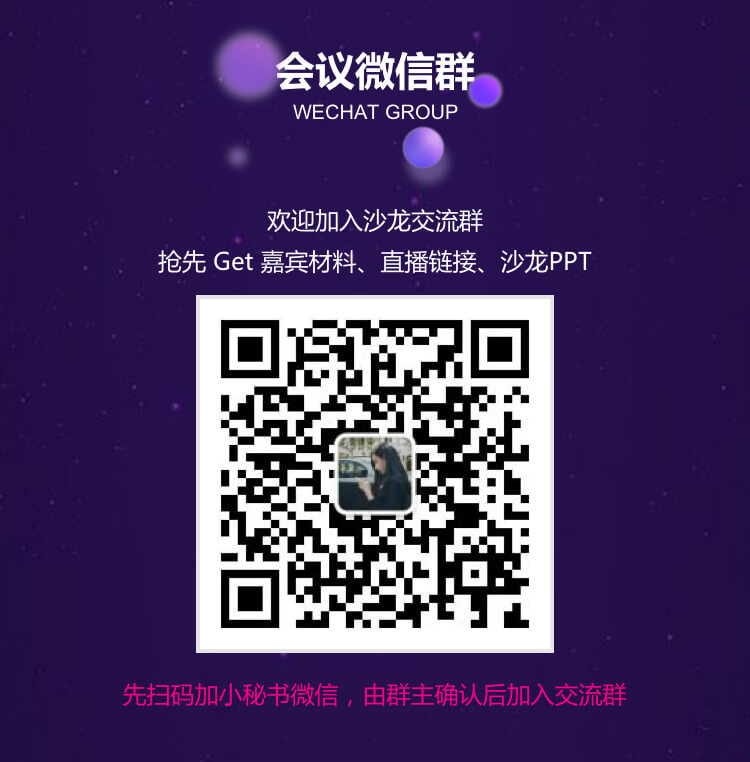 会议微信群
WECHAT GROUP
欢迎加入沙龙交流群
抢先 Get 嘉宾材料、直播链接、沙龙PPT
先扫码加小秘书微信，由群主确认后加入交流群